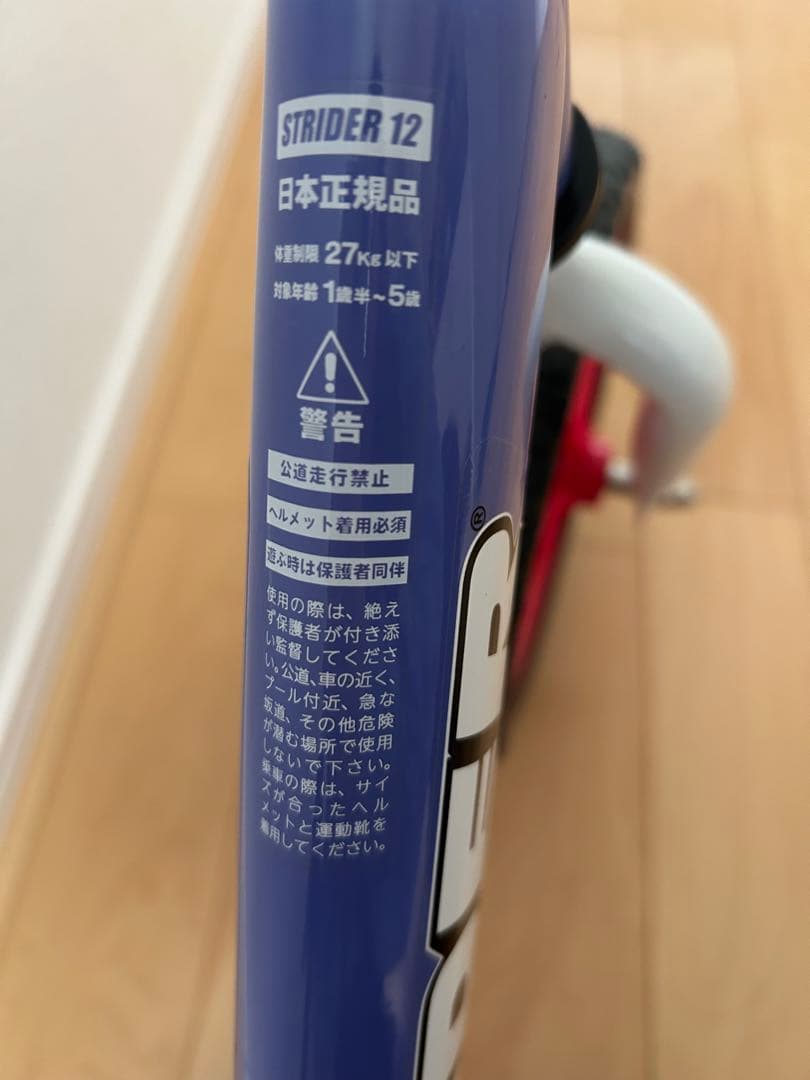 STRIDER 12
日本正規品
体重制限 27Kg 以下
対象年齢 1歳半～5歳
警告
公道走行禁止
ヘルメット着用必須
遊ぶ時は保護者同伴
使用の際は、絶え
ず保護者が付き添
い監督してくださ
い。公道、車の近く、
プール付近、急な
坂道、その他危険
が潜む場所で使用
しないで下さい。
乗車の際は、サイ
ズが合ったヘル
メットと運動靴を
着用してください。
®